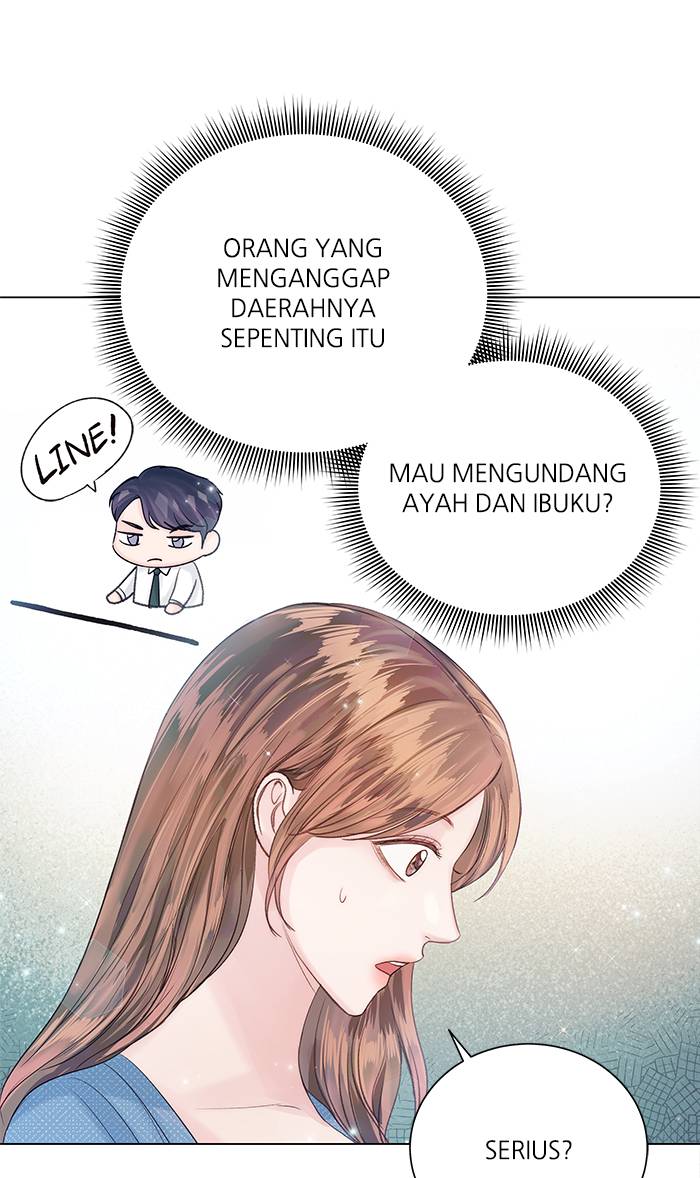 ORANG YANG
MENGANGGAP
DAERAHNYA
SEPENTING ITU
LINE!
MAU MENGUNDANG
AYAH DAN IBUKU?
SERIUS?